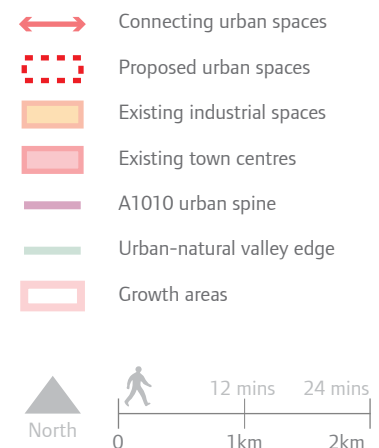 Connecting urban spaces
Proposed urban spaces
Existing industrial spaces
Existing town centres
A1010 urban spine
Urban-natural valley edge
Growth areas
12 mins 24 mins
North
0 1km 2km